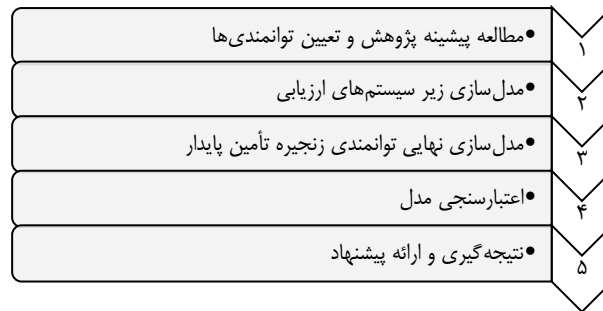 ۱ •مطالعه پیشینه پژوهش و تعیین توانمندی‌ها
۲ •مدل‌سازی زیر سیستم‌های ارزیابی
۳ •مدل‌سازی نهایی توانمندی زنجیره تأمین پایدار
۴ •اعتبارسنجی مدل
۵ •نتیجه‌گیری و ارائه پیشنهاد